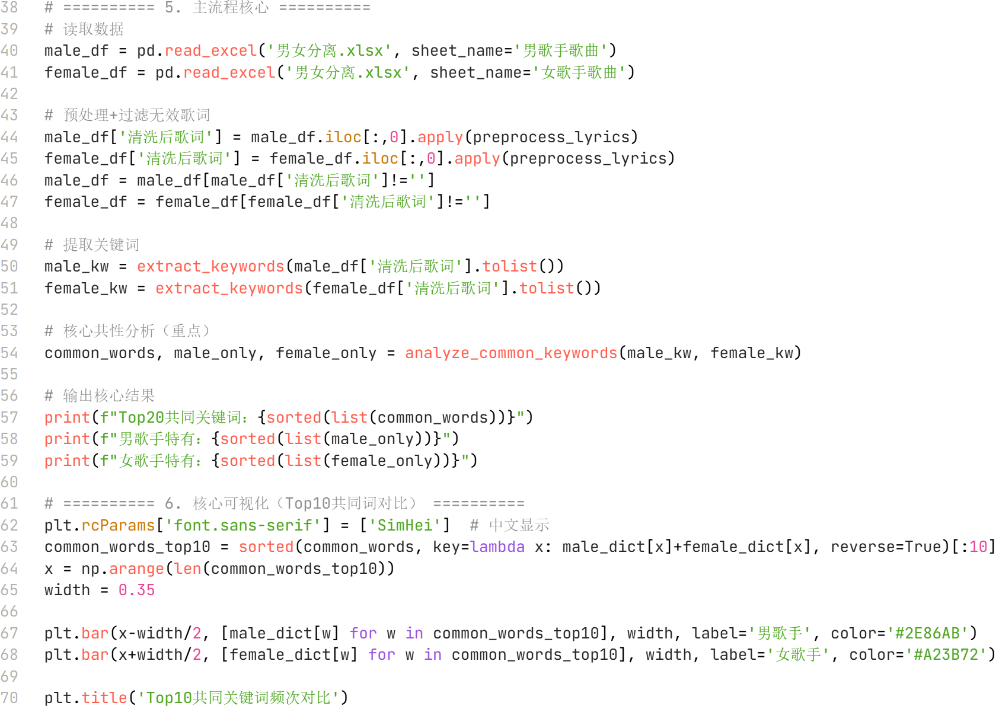 38 # ========== 5. 主流程核心 ==========
39 # 读取数据
40 male_df = pd.read_excel('男女分离.xlsx', sheet_name='男歌手歌曲')
41 female_df = pd.read_excel('男女分离.xlsx', sheet_name='女歌手歌曲')
42
43 # 预处理+过滤无效歌词
44 male_df['清洗后歌词'] = male_df.iloc[:,0].apply(preprocess_lyrics)
45 female_df['清洗后歌词'] = female_df.iloc[:,0].apply(preprocess_lyrics)
46 male_df = male_df[male_df['清洗后歌词']!='']
47 female_df = female_df[female_df['清洗后歌词']!='']
48
49 # 提取关键词
50 male_kw = extract_keywords(male_df['清洗后歌词'].tolist())
51 female_kw = extract_keywords(female_df['清洗后歌词'].tolist())
52
53 # 核心共性分析（重点）
54 common_words, male_only, female_only = analyze_common_keywords(male_kw, female_kw)
55
56 # 输出核心结果
57 print(f"Top20共同关键词：{sorted(list(common_words))}")
58 print(f"男歌手特有：{sorted(list(male_only))}")
59 print(f"女歌手特有：{sorted(list(female_only))}")
60
61 # ========== 6. 核心可视化（Top10共同词对比） ==========
62 plt.rcParams['font.sans-serif'] = ['SimHei']  # 中文显示
63 common_words_top10 = sorted(common_words, key=lambda x: male_dict[x]+female_dict[x], reverse=True)[:10]
64 x = np.arange(len(common_words_top10))
65 width = 0.35
66
67 plt.bar(x-width/2, [male_dict[w] for w in common_words_top10], width, label='男歌手', color='#2E86AB')
68 plt.bar(x+width/2, [female_dict[w] for w in common_words_top10], width, label='女歌手', color='#A23B72')
69
70 plt.title('Top10共同关键词频次对比')